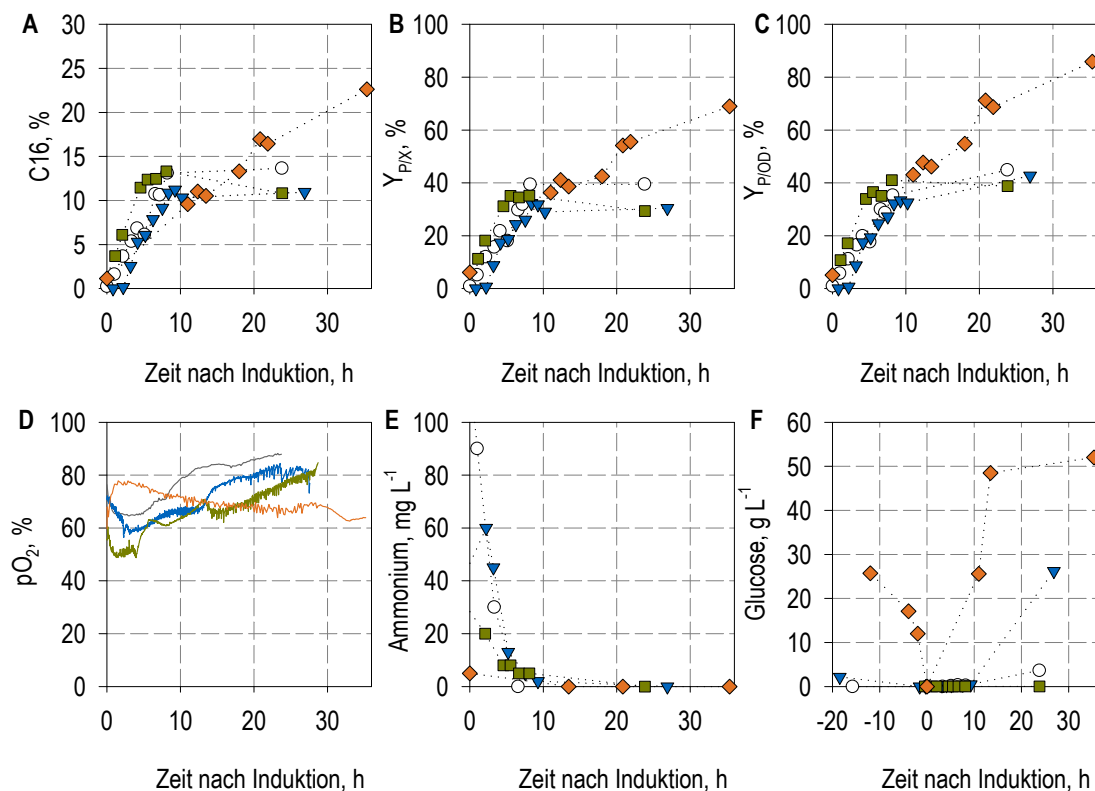 A
C16, %
30
25
20
15
10
5
0
0 10 20 30
Zeit nach Induktion, h
B
Y_P/X, %
100
80
60
40
20
0
0 10 20 30
Zeit nach Induktion, h
C
Y_P/OD, %
100
80
60
40
20
0
0 10 20 30
Zeit nach Induktion, h
D
pO₂, %
100
80
60
40
20
0
0 10 20 30
Zeit nach Induktion, h
E
Ammonium, mg L⁻¹
100
80
60
40
20
0
0 10 20 30
Zeit nach Induktion, h
F
Glucose, g L⁻¹
60
50
40
30
20
10
0
-20 -10 0 10 20 30
Zeit nach Induktion, h